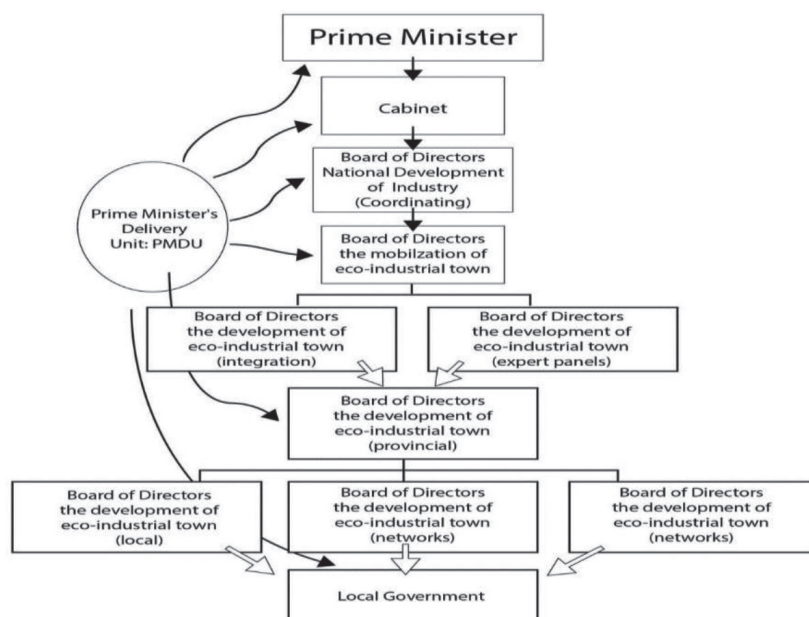 Prime Minister
Cabinet
Board of Directors
National Development
of Industry
(Coordinating)
Prime Minister's
Delivery
Unit: PMDU
Board of Directors
the mobilzation of
eco-industrial town
Board of Directors
the development of
eco-industrial town
(integration)
Board of Directors
the development of
eco-industrial town
(expert panels)
Board of Directors
the development of
eco-industrial town
(provincial)
Board of Directors
the development of
eco-industrial town
(local)
Board of Directors
the development of
eco-industrial town
(networks)
Board of Directors
the development of
eco-industrial town
(networks)
Local Government